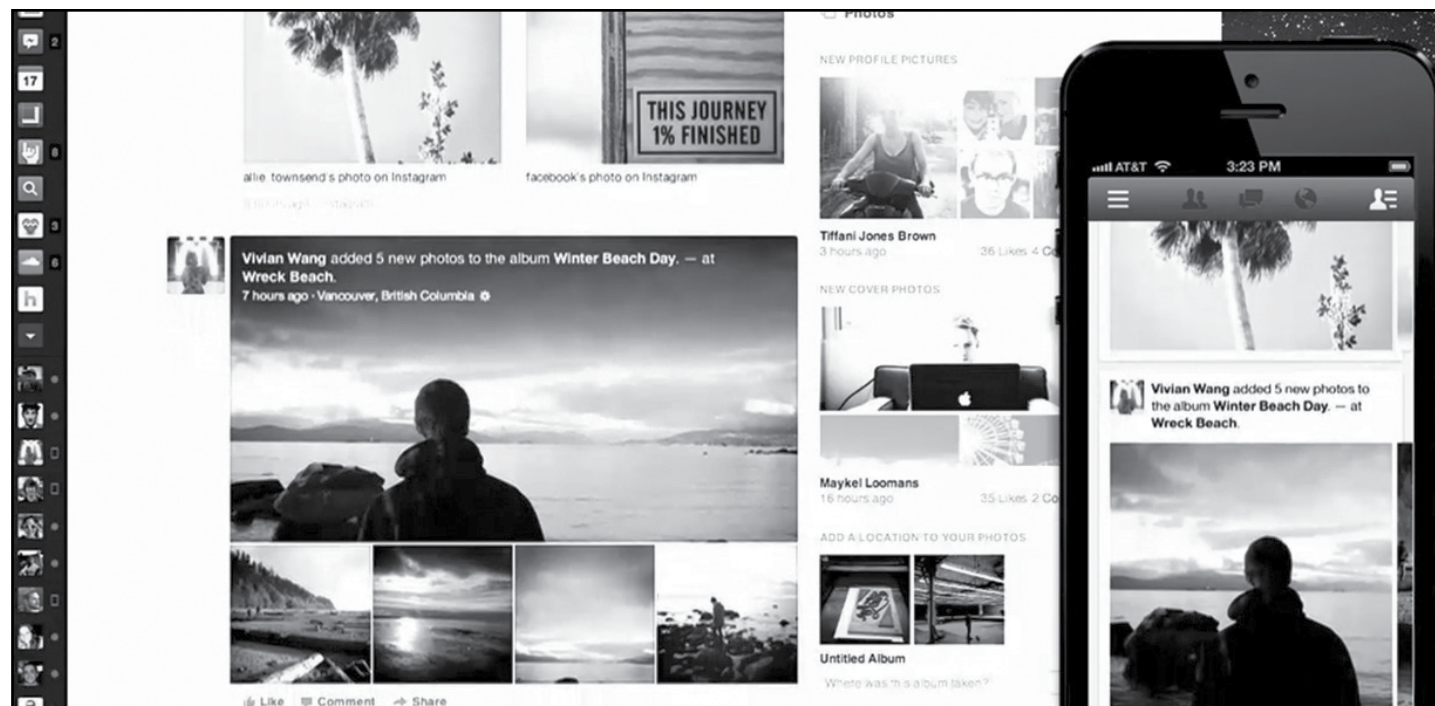 2
17
8
3
6
h
THIS JOURNEY
1% FINISHED
allie townsend's photo on Instagram
facebook's photo on Instagram
Vivian Wang added 5 new photos to the album Winter Beach Day. — at
Wreck Beach.
7 hours ago · Vancouver, British Columbia
Like Comment Share
Photos
NEW PROFILE PICTURES
Tiffani Jones Brown
3 hours ago 36 Likes 4 Co
NEW COVER PHOTOS
Maykel Loomans
16 hours ago 35 Likes 2 Co
ADD A LOCATION TO YOUR PHOTOS
Untitled Album
Where was this album taken?
AT&T 3:23 PM
Vivian Wang added 5 new photos to
the album Winter Beach Day. — at
Wreck Beach.